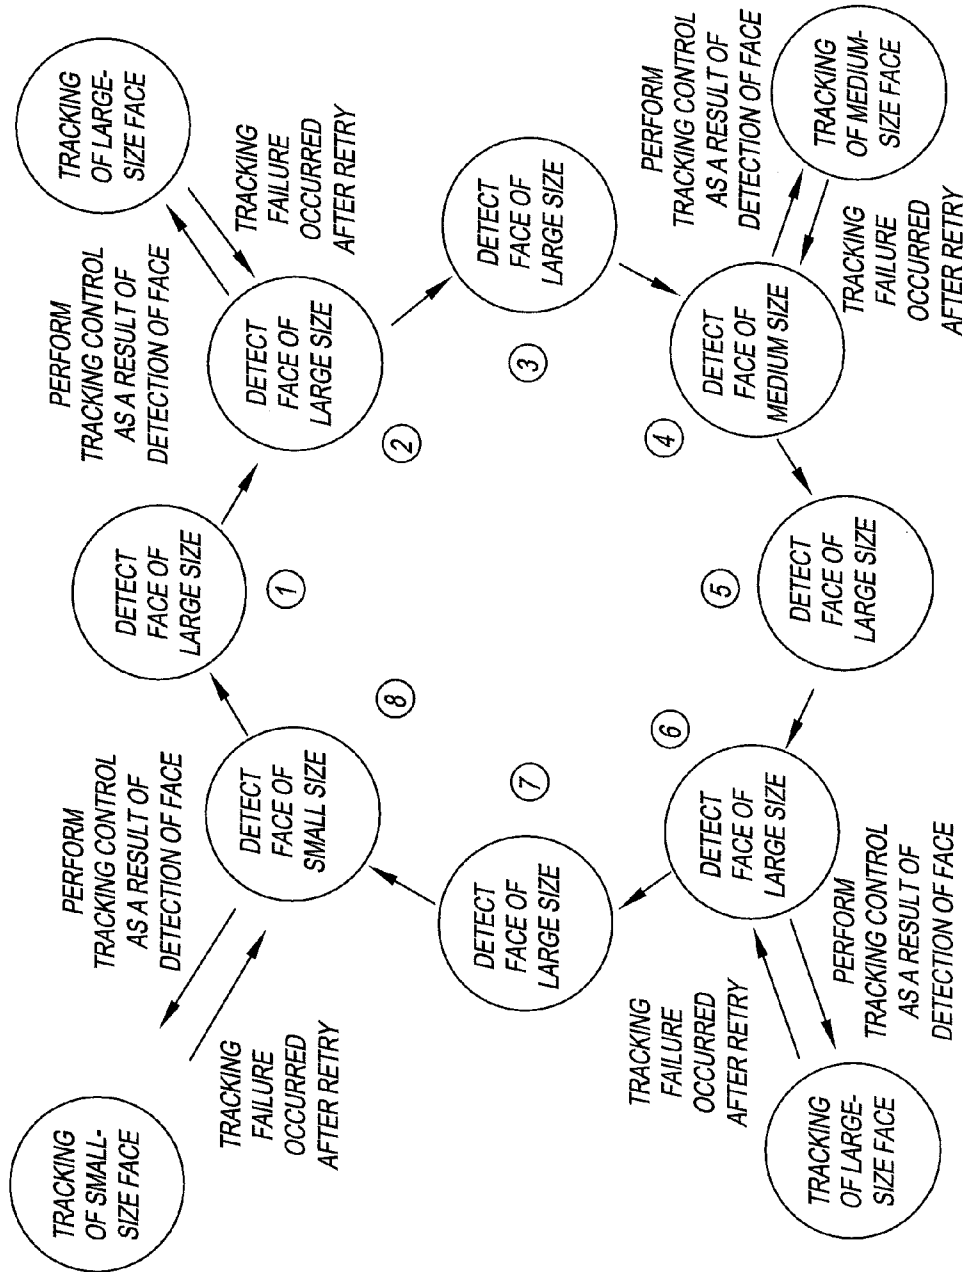 TRACKING
OF SMALL-
SIZE FACE
PERFORM
TRACKING CONTROL
AS A RESULT OF
DETECTION OF FACE
TRACKING
FAILURE
OCCURRED
AFTER RETRY
DETECT
FACE OF
SMALL SIZE
8
DETECT
FACE OF
LARGE SIZE
1
PERFORM
TRACKING CONTROL
AS A RESULT OF
DETECTION OF FACE
TRACKING
OF LARGE-
SIZE FACE
TRACKING
FAILURE
OCCURRED
AFTER RETRY
DETECT
FACE OF
LARGE SIZE
2
DETECT
FACE OF
LARGE SIZE
3
DETECT
FACE OF
MEDIUM SIZE
4
PERFORM
TRACKING CONTROL
AS A RESULT OF
DETECTION OF FACE
TRACKING
OF MEDIUM-
SIZE FACE
TRACKING
FAILURE
OCCURRED
AFTER RETRY
DETECT
FACE OF
LARGE SIZE
5
DETECT
FACE OF
LARGE SIZE
6
TRACKING
FAILURE
OCCURRED
AFTER RETRY
PERFORM
TRACKING CONTROL
AS A RESULT OF
DETECTION OF FACE
TRACKING
OF LARGE-
SIZE FACE
DETECT
FACE OF
LARGE SIZE
7